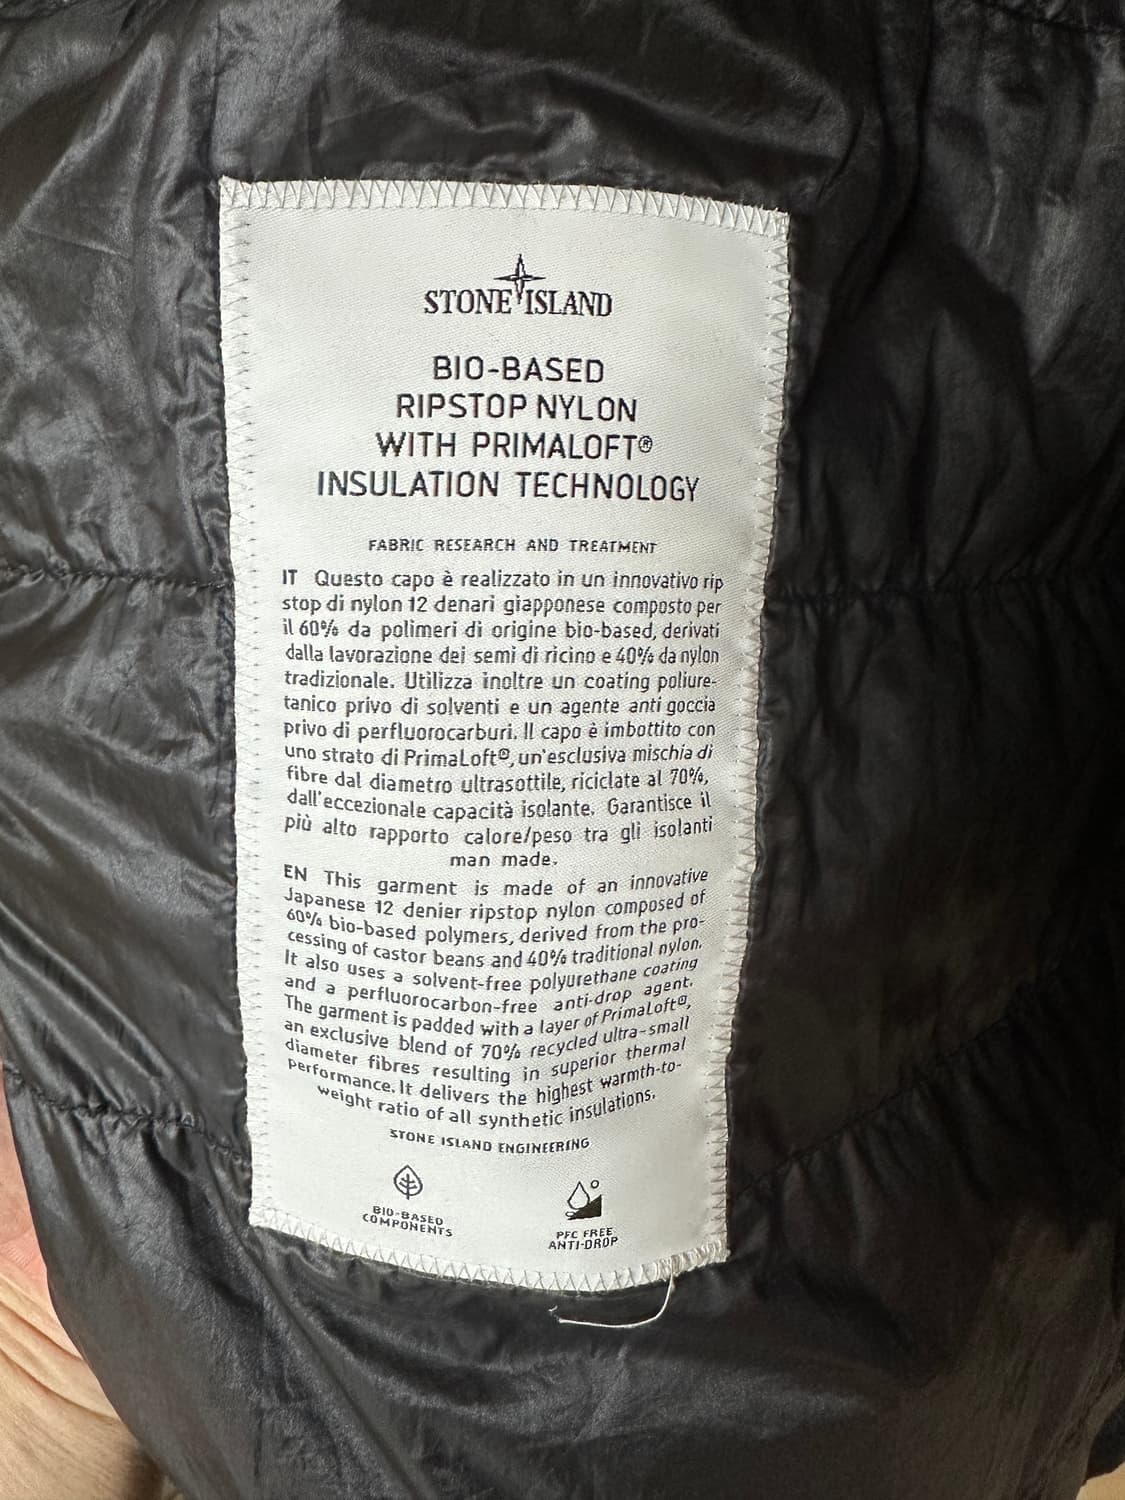 STONE ISLAND
BIO-BASED
RIPSTOP NYLON
WITH PRIMALOFT®
INSULATION TECHNOLOGY
FABRIC RESEARCH AND TREATMENT
IT Questo capo è realizzato in un innovativo rip
stop di nylon 12 denari giapponese composto per
il 60% da polimeri di origine bio-based, derivati
dalla lavorazione dei semi di ricino e 40% da nylon
tradizionale. Utilizza inoltre un coating poliure-
tanico privo di solventi e un agente anti goccia
privo di perfluorocarburi. Il capo è imbottito con
uno strato di PrimaLoft®, un'esclusiva mischia di
fibre dal diametro ultrasottile, riciclate al 70%,
dall'eccezionale capacità isolante. Garantisce il
più alto rapporto calore/peso tra gli isolanti
man made.
EN This garment is made of an innovative
Japanese 12 denier ripstop nylon composed of
60% bio-based polymers, derived from the pro-
cessing of castor beans and 40% traditional nylon.
It also uses a solvent-free polyurethane coating
and a perfluorocarbon-free anti-drop agent.
The garment is padded with a layer of PrimaLoft®,
an exclusive blend of 70% recycled ultra-small
diameter fibres resulting in superior thermal
performance. It delivers the highest warmth-to-
weight ratio of all synthetic insulations.
STONE ISLAND ENGINEERING
BIO-BASED
COMPONENTS
PFC FREE
ANTI-DROP